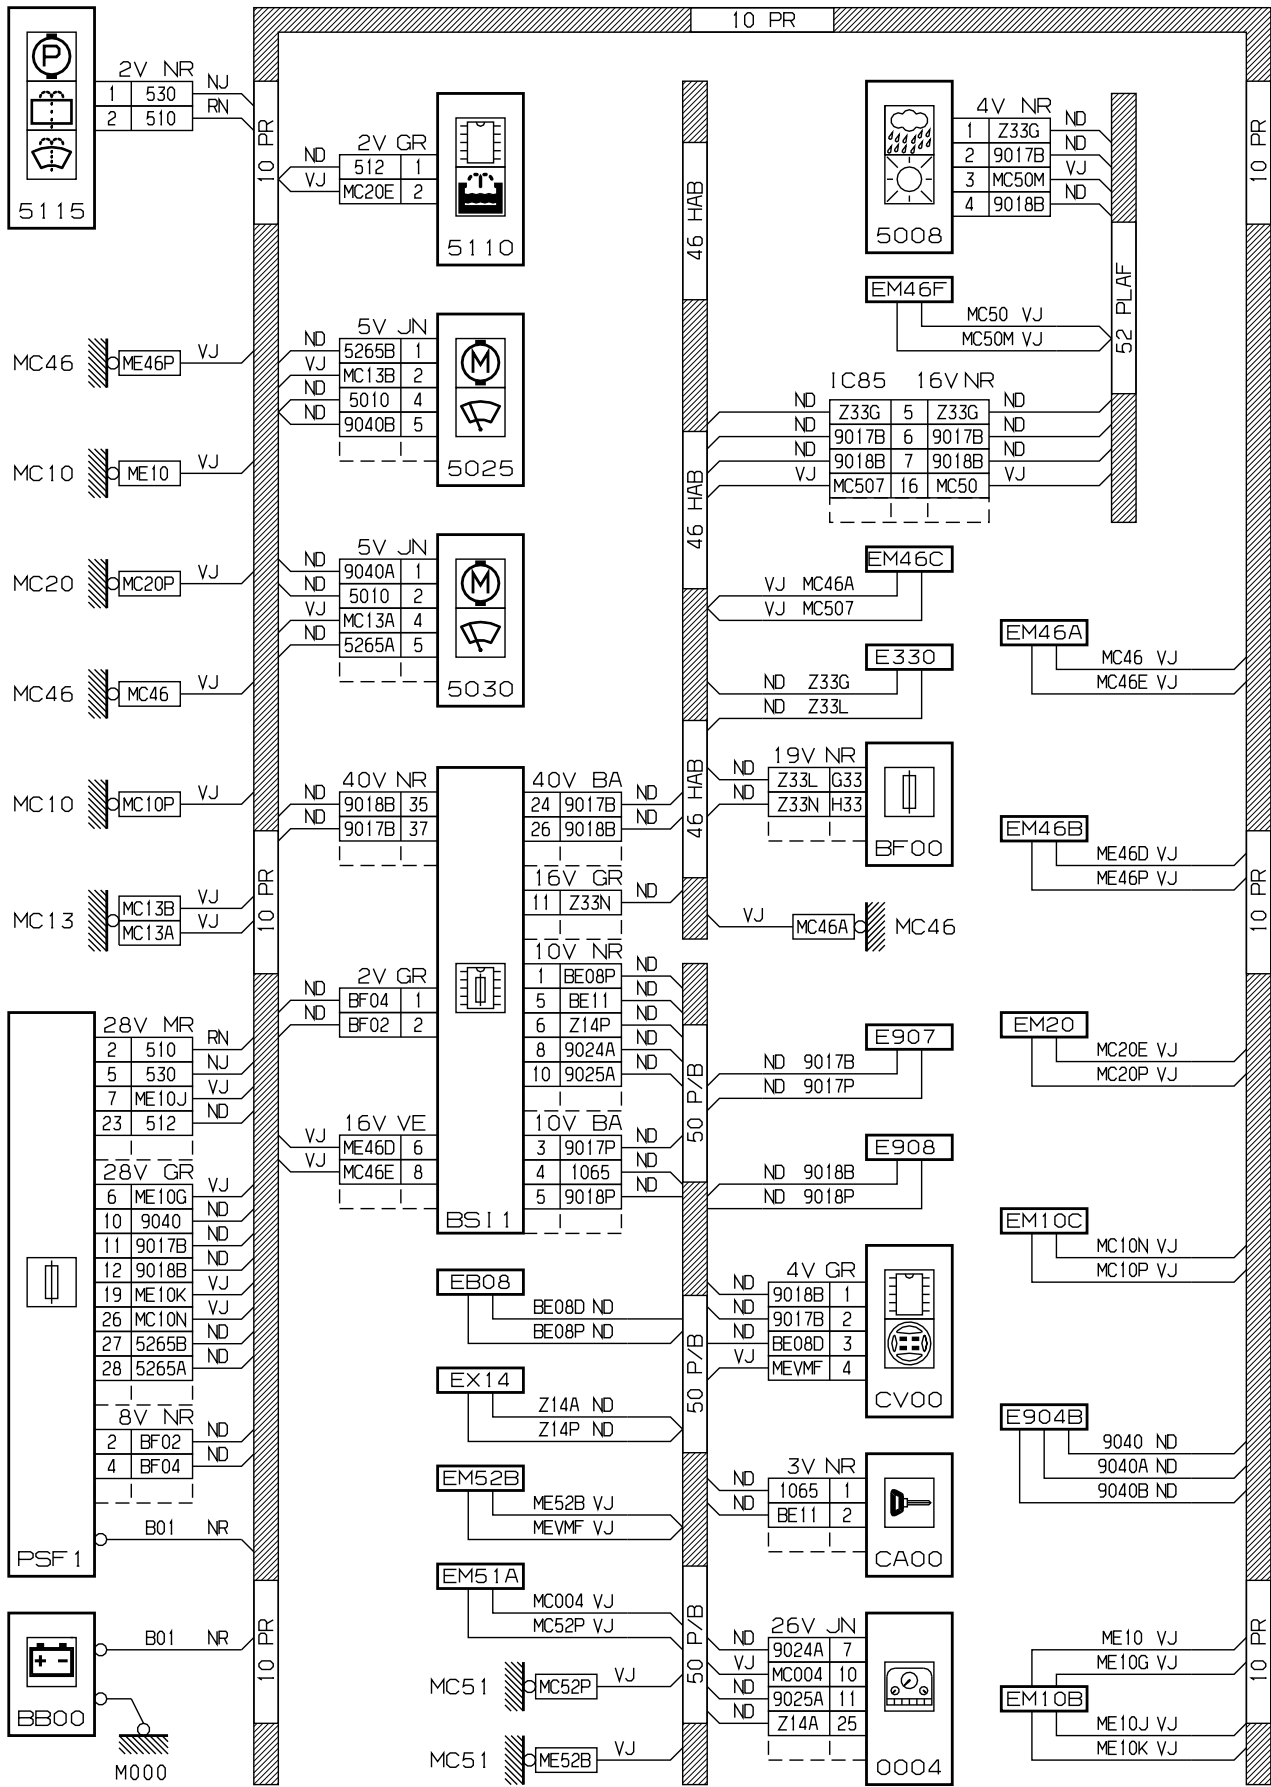 10 PR
5115
2V NR
1 530 NJ
2 510 RN
10 PR
2V GR
ND 512 1
VJ MC20E 2
5110
46 HAB
5008
4V NR
1 Z33G ND
2 9017B ND
3 MC50M VJ
4 9018B ND
10 PR
EM46F
MC50 VJ
MC50M VJ
52 PLAF
MC46 ME46P VJ
5V JN
ND 5265B 1
VJ MC13B 2
ND 5010 4
ND 9040B 5
5025
IC85 16V NR
ND Z33G 5 Z33G ND
ND 9017B 6 9017B ND
ND 9018B 7 9018B ND
VJ MC507 16 MC50 VJ
MC10 ME10 VJ
46 HAB
MC20 MC20P VJ
5V JN
ND 9040A 1
ND 5010 2
VJ MC13A 4
ND 5265A 5
5030
EM46C
VJ MC46A
VJ MC507
EM46A
MC46 VJ
MC46E VJ
E330
ND Z33G
ND Z33L
MC46 MC46 VJ
46 HAB
19V NR
ND Z33L G33
ND Z33N H33
BF00
MC10 MC10P VJ
40V NR
ND 9018B 35
ND 9017B 37
40V BA
24 9017B ND
26 9018B ND
16V GR
11 Z33N ND
EM46B
ME46D VJ
ME46P VJ
10 PR
10 PR
MC13 MC13B VJ
MC13A VJ
VJ MC46A MC46
10V NR
1 BE08P ND
5 BE11 ND
6 Z14P ND
8 9024A ND
10 9025A ND
2V GR
ND BF04 1
ND BF02 2
28V MR
2 510 RN
5 530 NJ
7 ME10J VJ
23 512 ND
E907
ND 9017B
ND 9017P
EM20
MC20E VJ
MC20P VJ
50 P/B
16V VE
VJ ME46D 6
VJ MC46E 8
10V BA
3 9017P ND
4 1065 ND
5 9018P ND
BSI1
E908
ND 9018B
ND 9018P
28V GR
6 ME10G VJ
10 9040 ND
11 9017B ND
12 9018B ND
19 ME10K VJ
26 MC10N VJ
27 5265B ND
28 5265A ND
EM10C
MC10N VJ
MC10P VJ
EB08
BE08D ND
BE08P ND
4V GR
ND 9018B 1
ND 9017B 2
ND BE08D 3
VJ MEVMF 4
CV00
50 P/B
EX14
Z14A ND
Z14P ND
8V NR
2 BF02 ND
4 BF04 ND
E904B
9040 ND
9040A ND
9040B ND
EM52B
ME52B VJ
MEVMF VJ
3V NR
ND 1065 1
ND BE11 2
CA00
B01 NR
PSF1
EM51A
MC004 VJ
MC52P VJ
50 P/B
10 PR
10 PR
B01 NR
BB00
M000
MC51 MC52P VJ
MC51 ME52B VJ
26V JN
ND 9024A 7
VJ MC004 10
ND 9025A 11
ND Z14A 25
0004
ME10 VJ
ME10G VJ
EM10B
ME10J VJ
ME10K VJ